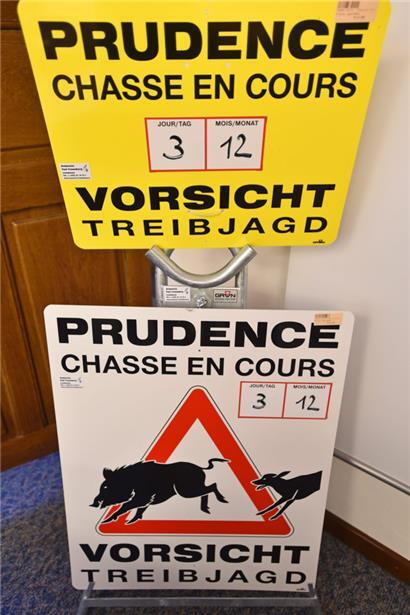 PRUDENCE
CHASSE EN COURS
JOUR/TAG MOIS/MONAT
3 12
VORSICHT
TREIBJAGD
GRÜN
PRUDENCE
CHASSE EN COURS
JOUR/TAG MOIS/MONAT
3 12
VORSICHT
TREIBJAGD